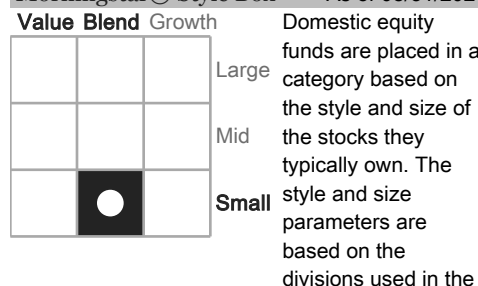 Value Blend Growth
Large
Mid
Small
Domestic equity
funds are placed in a
category based on
the style and size of
the stocks they
typically own. The
style and size
parameters are
based on the
divisions used in the